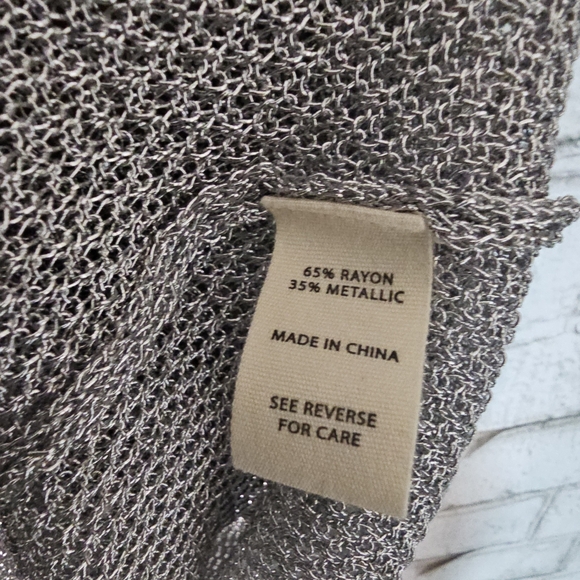 65% RAYON
35% METALLIC
MADE IN CHINA
SEE REVERSE
FOR CARE